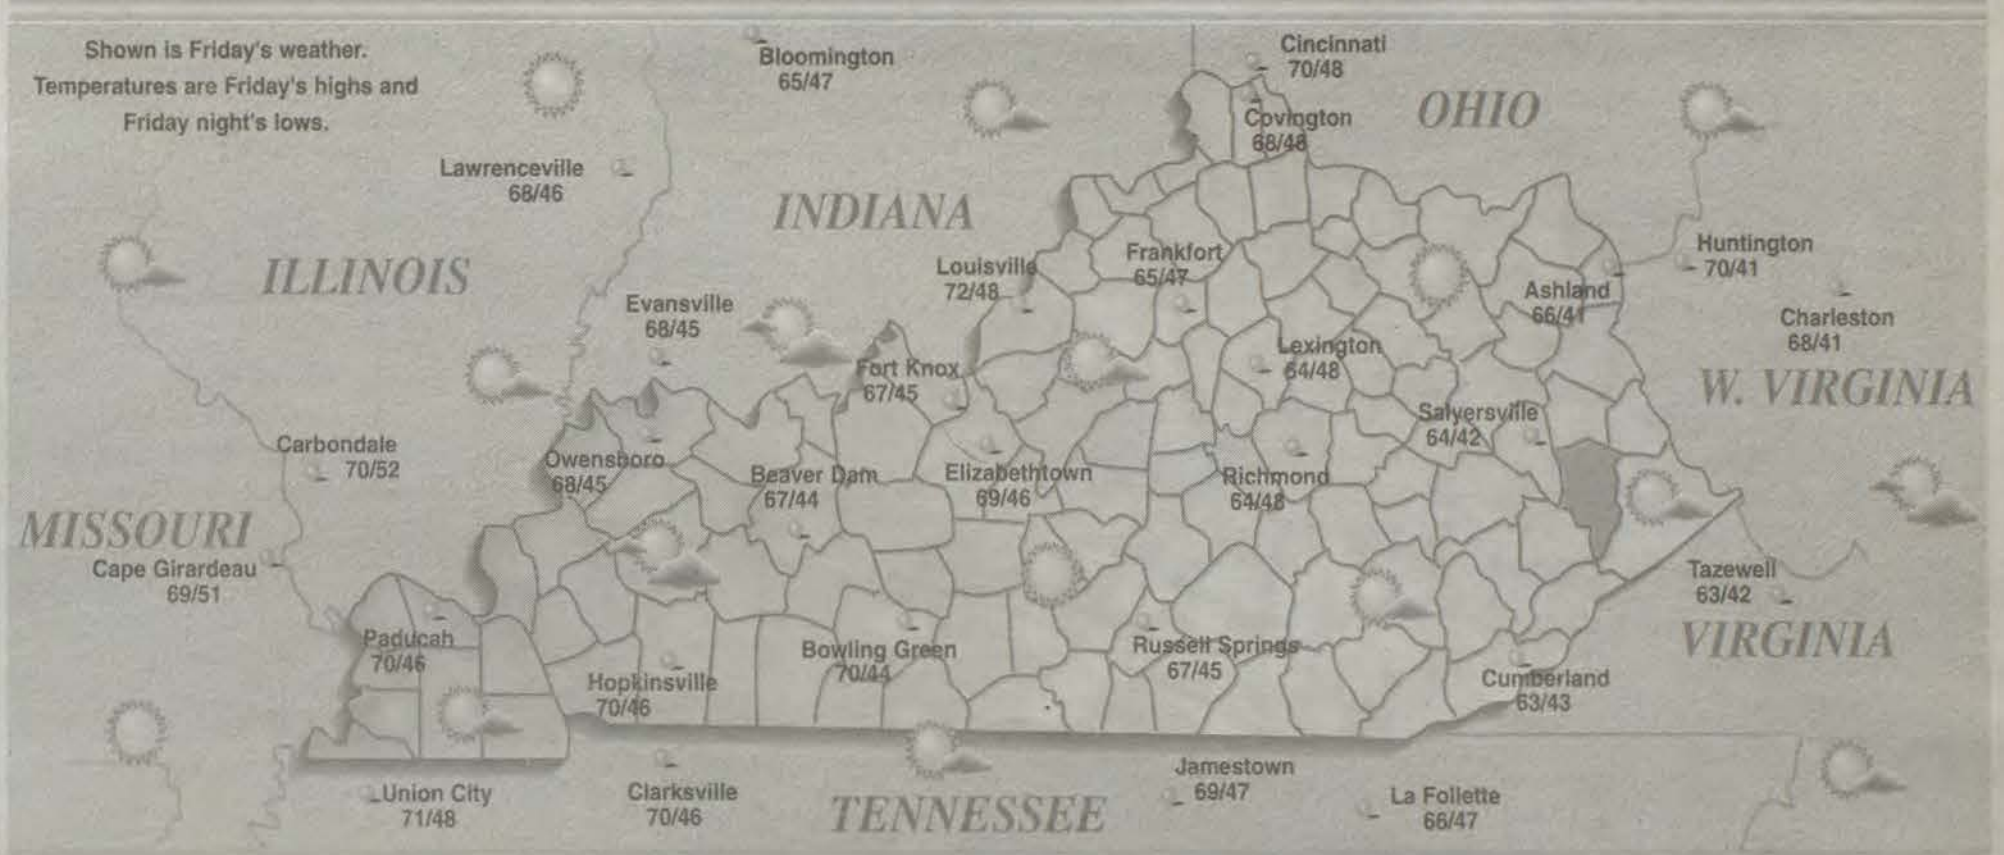 Shown is Friday's weather.
Temperatures are Friday's highs and
Friday night's lows.
Bloomington
65/47
Cincinnati
70/48
OHIO
Covington
68/48
Lawrenceville
68/46
INDIANA
ILLINOIS
Louisville
72/48
Frankfort
65/47
Huntington
70/41
Ashland
66/41
Charleston
68/41
Evansville
68/45
Fort Knox
67/45
Lexington
64/48
W. VIRGINIA
Salyersville
64/42
Carbondale
70/52
Owensboro
68/45
Beaver Dam
67/44
Elizabethtown
69/46
Richmond
64/48
MISSOURI
Cape Girardeau
69/51
Tazewell
63/42
VIRGINIA
Paducah
70/46
Bowling Green
70/44
Russell Springs
67/45
Hopkinsville
70/46
Cumberland
63/43
Union City
71/48
Clarksville
70/46
TENNESSEE
Jamestown
69/47
La Follette
66/47